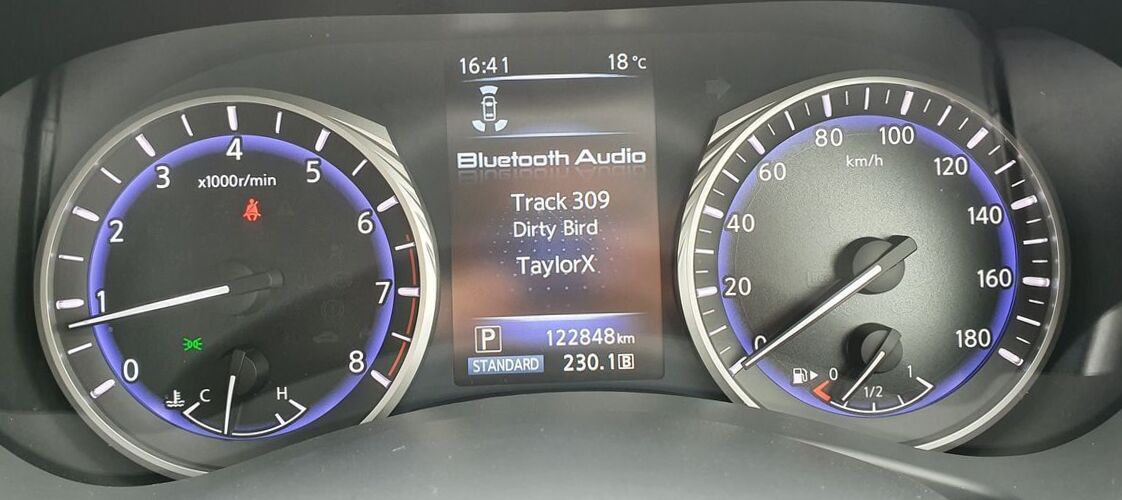 0
1
2
3
4
5
6
7
8
x1000r/min
C
H
16:41
18 °C
Bluetooth Audio
Track 309
Dirty Bird
TaylorX
P
122848 km
STANDARD
230.1 B
0
20
40
60
80
100
120
140
160
180
km/h
0
1/2
1